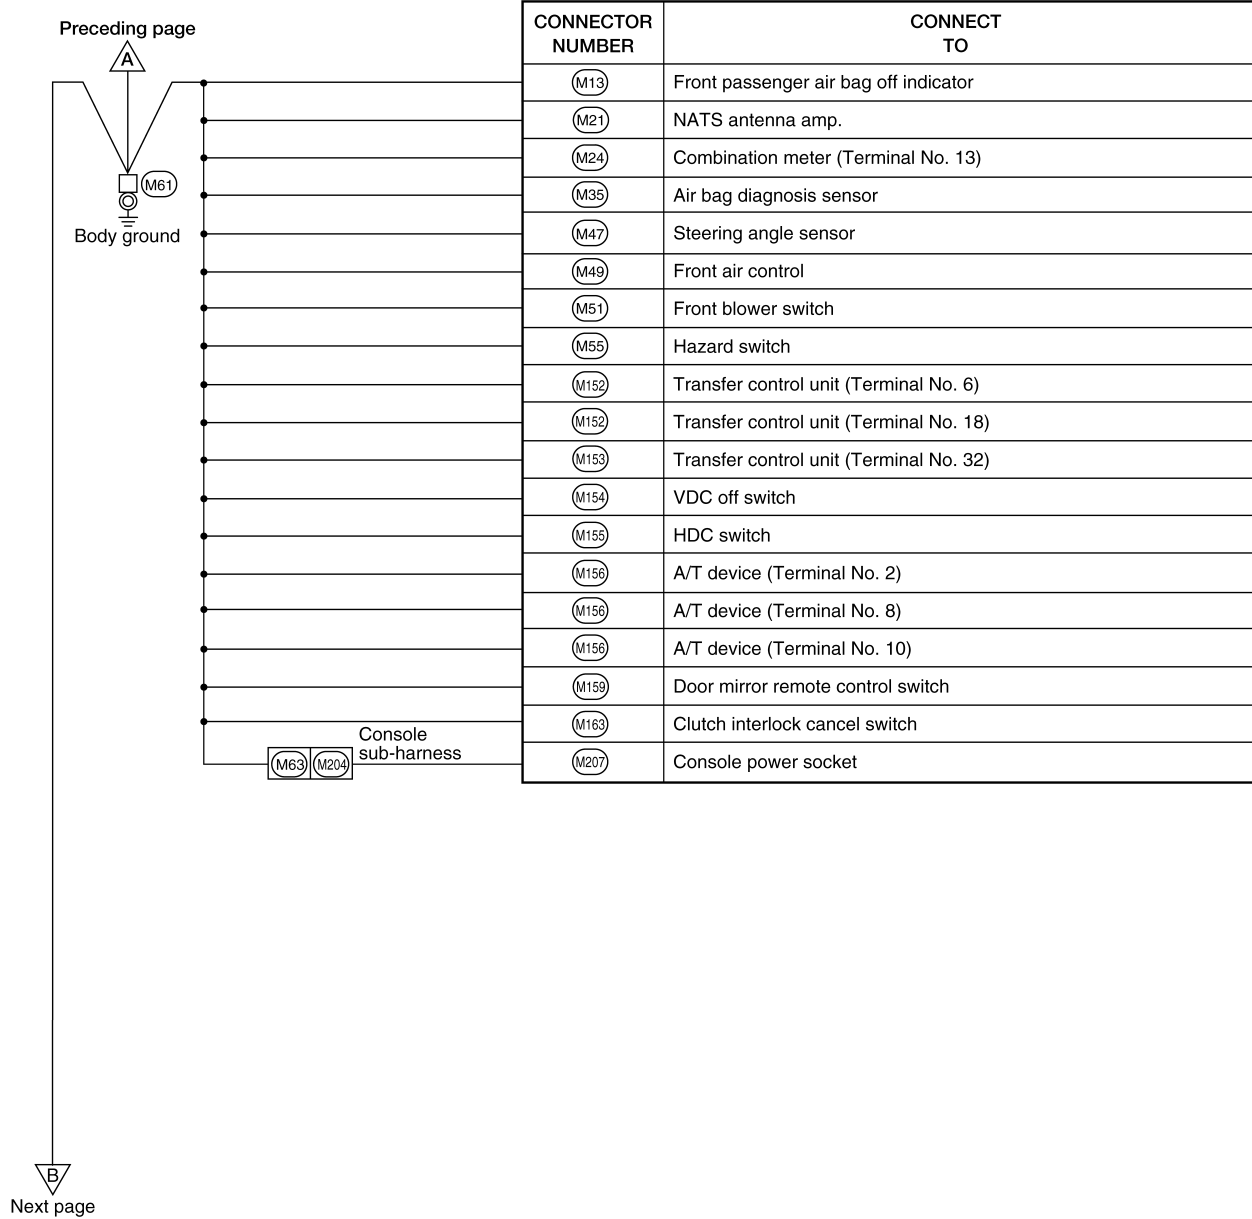 Preceding page
A
M61
Body ground
CONNECTOR NUMBER CONNECT TO
M13 Front passenger air bag off indicator
M21 NATS antenna amp.
M24 Combination meter (Terminal No. 13)
M35 Air bag diagnosis sensor
M47 Steering angle sensor
M49 Front air control
M51 Front blower switch
M55 Hazard switch
M152 Transfer control unit (Terminal No. 6)
M152 Transfer control unit (Terminal No. 18)
M153 Transfer control unit (Terminal No. 32)
M154 VDC off switch
M155 HDC switch
M156 A/T device (Terminal No. 2)
M156 A/T device (Terminal No. 8)
M156 A/T device (Terminal No. 10)
M159 Door mirror remote control switch
M163 Clutch interlock cancel switch
Console
sub-harness
M63 M204
M207 Console power socket
B
Next page